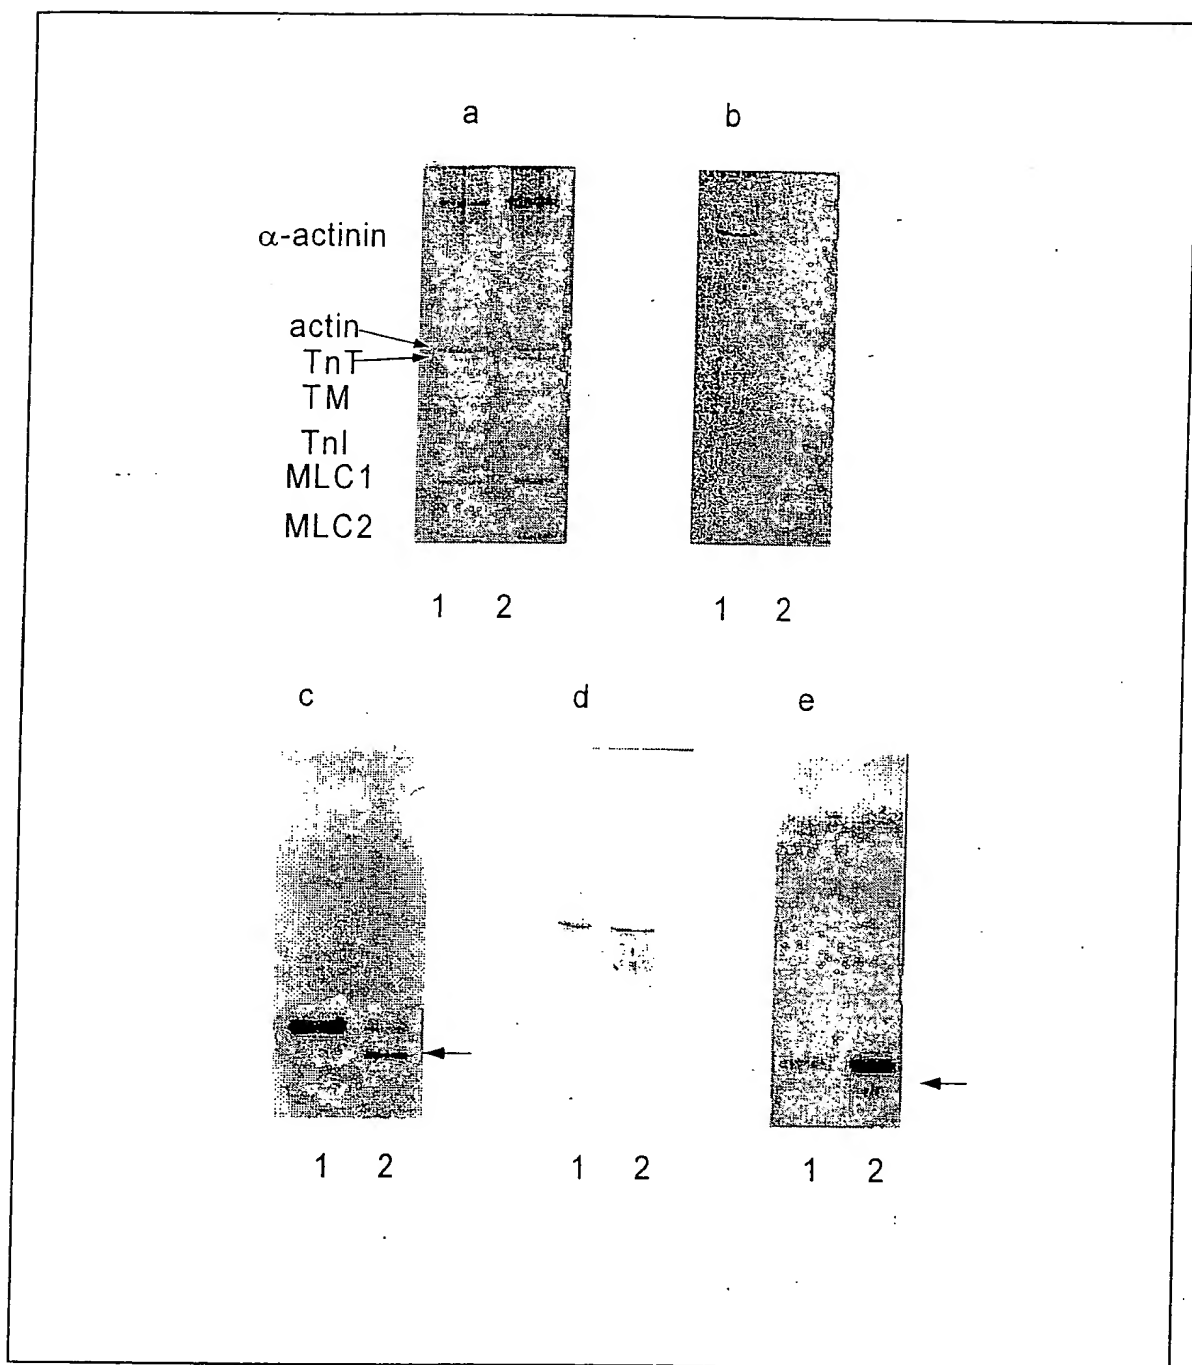 a b
α-actinin
actin
TnT
TM
TnI
MLC1
MLC2
1 2 1 2
c d e
1 2 1 2 1 2